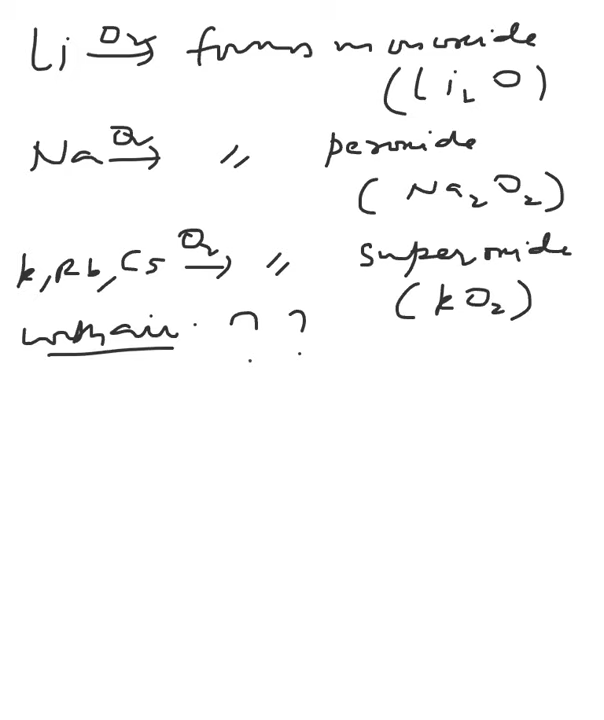 Li O2→ forms monoxide
(Li2O)
Na O2→ 〃 peroxide
(Na2O2)
K, Rb, Cs O2→ 〃 superoxide
(KO2)
with air. ? ?